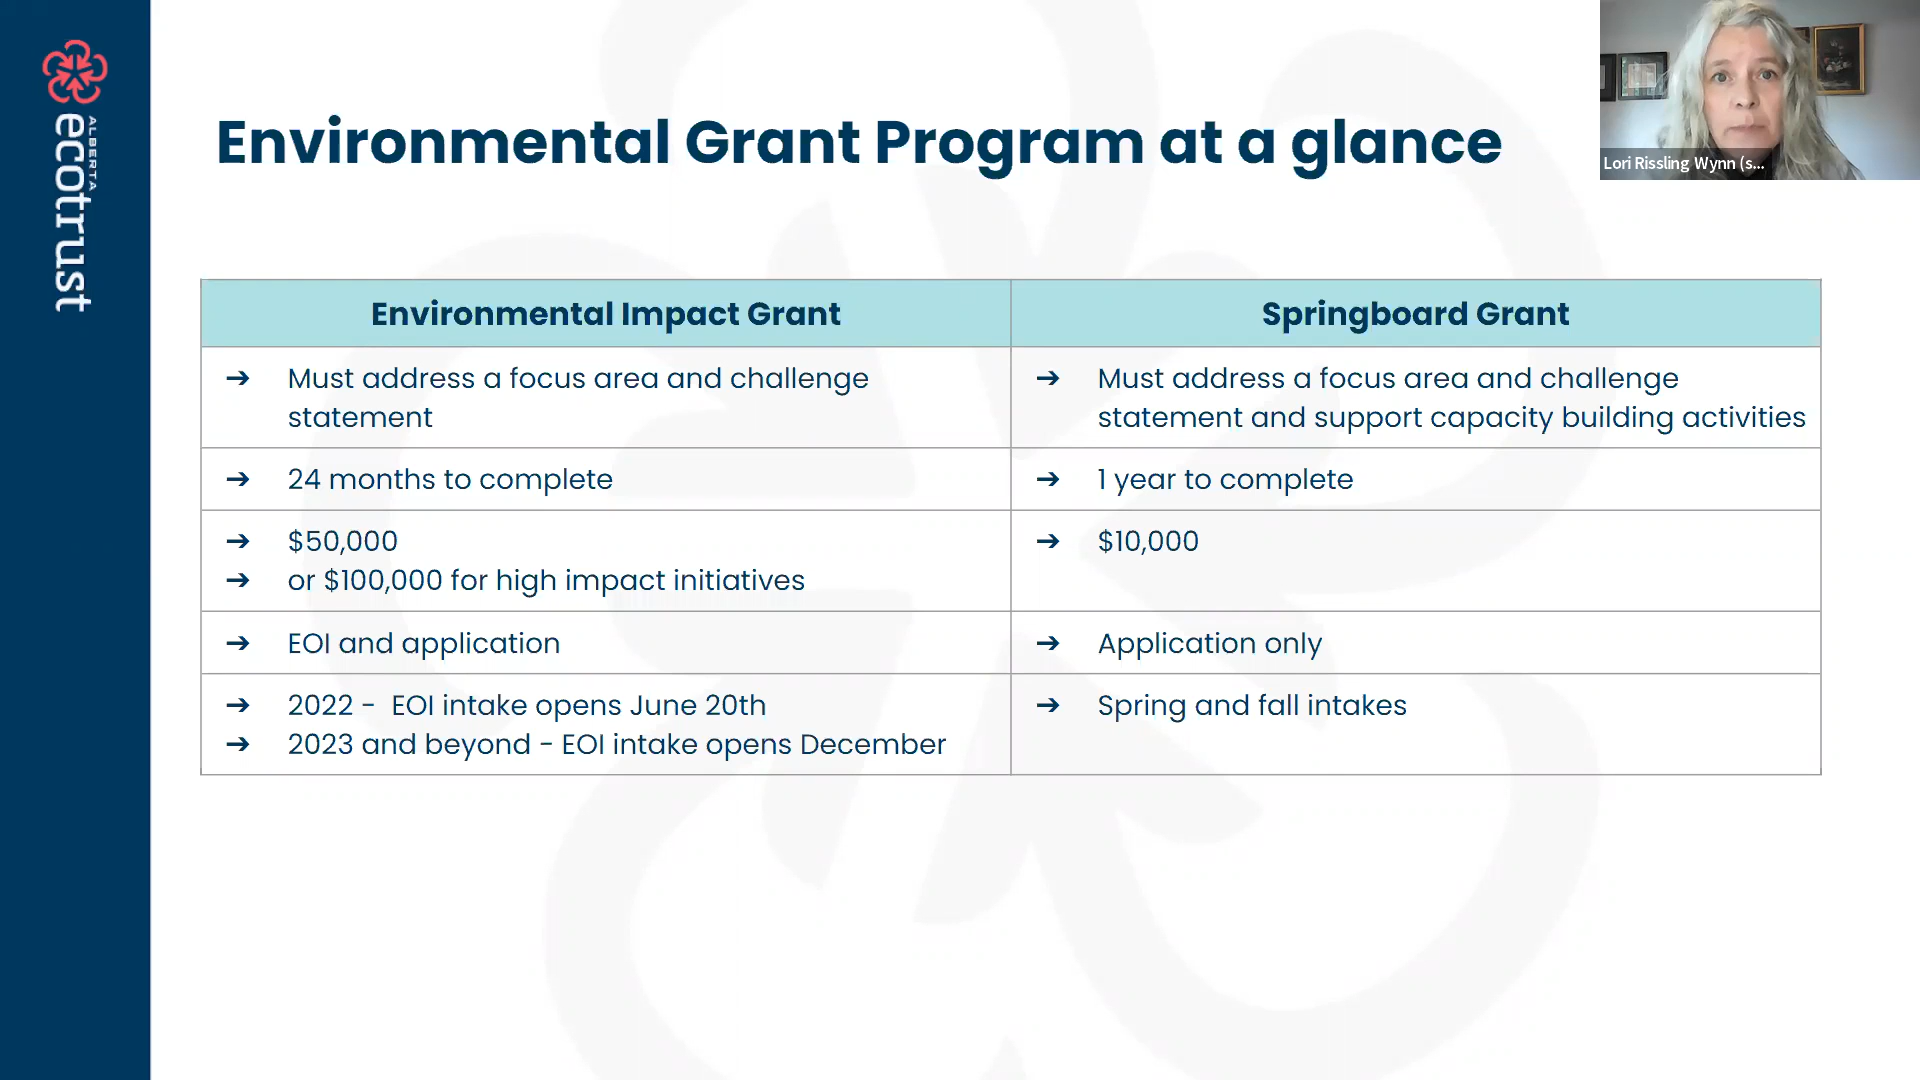 ALBERTA
ecotrust
Environmental Grant Program at a glance
Lori Rissling Wynn (s...
Environmental Impact Grant
Springboard Grant
➔ Must address a focus area and challenge
statement
➔ Must address a focus area and challenge
statement and support capacity building activities
➔ 24 months to complete
➔ 1 year to complete
➔ $50,000
➔ or $100,000 for high impact initiatives
➔ $10,000
➔ EOI and application
➔ Application only
➔ 2022 - EOI intake opens June 20th
➔ 2023 and beyond - EOI intake opens December
➔ Spring and fall intakes